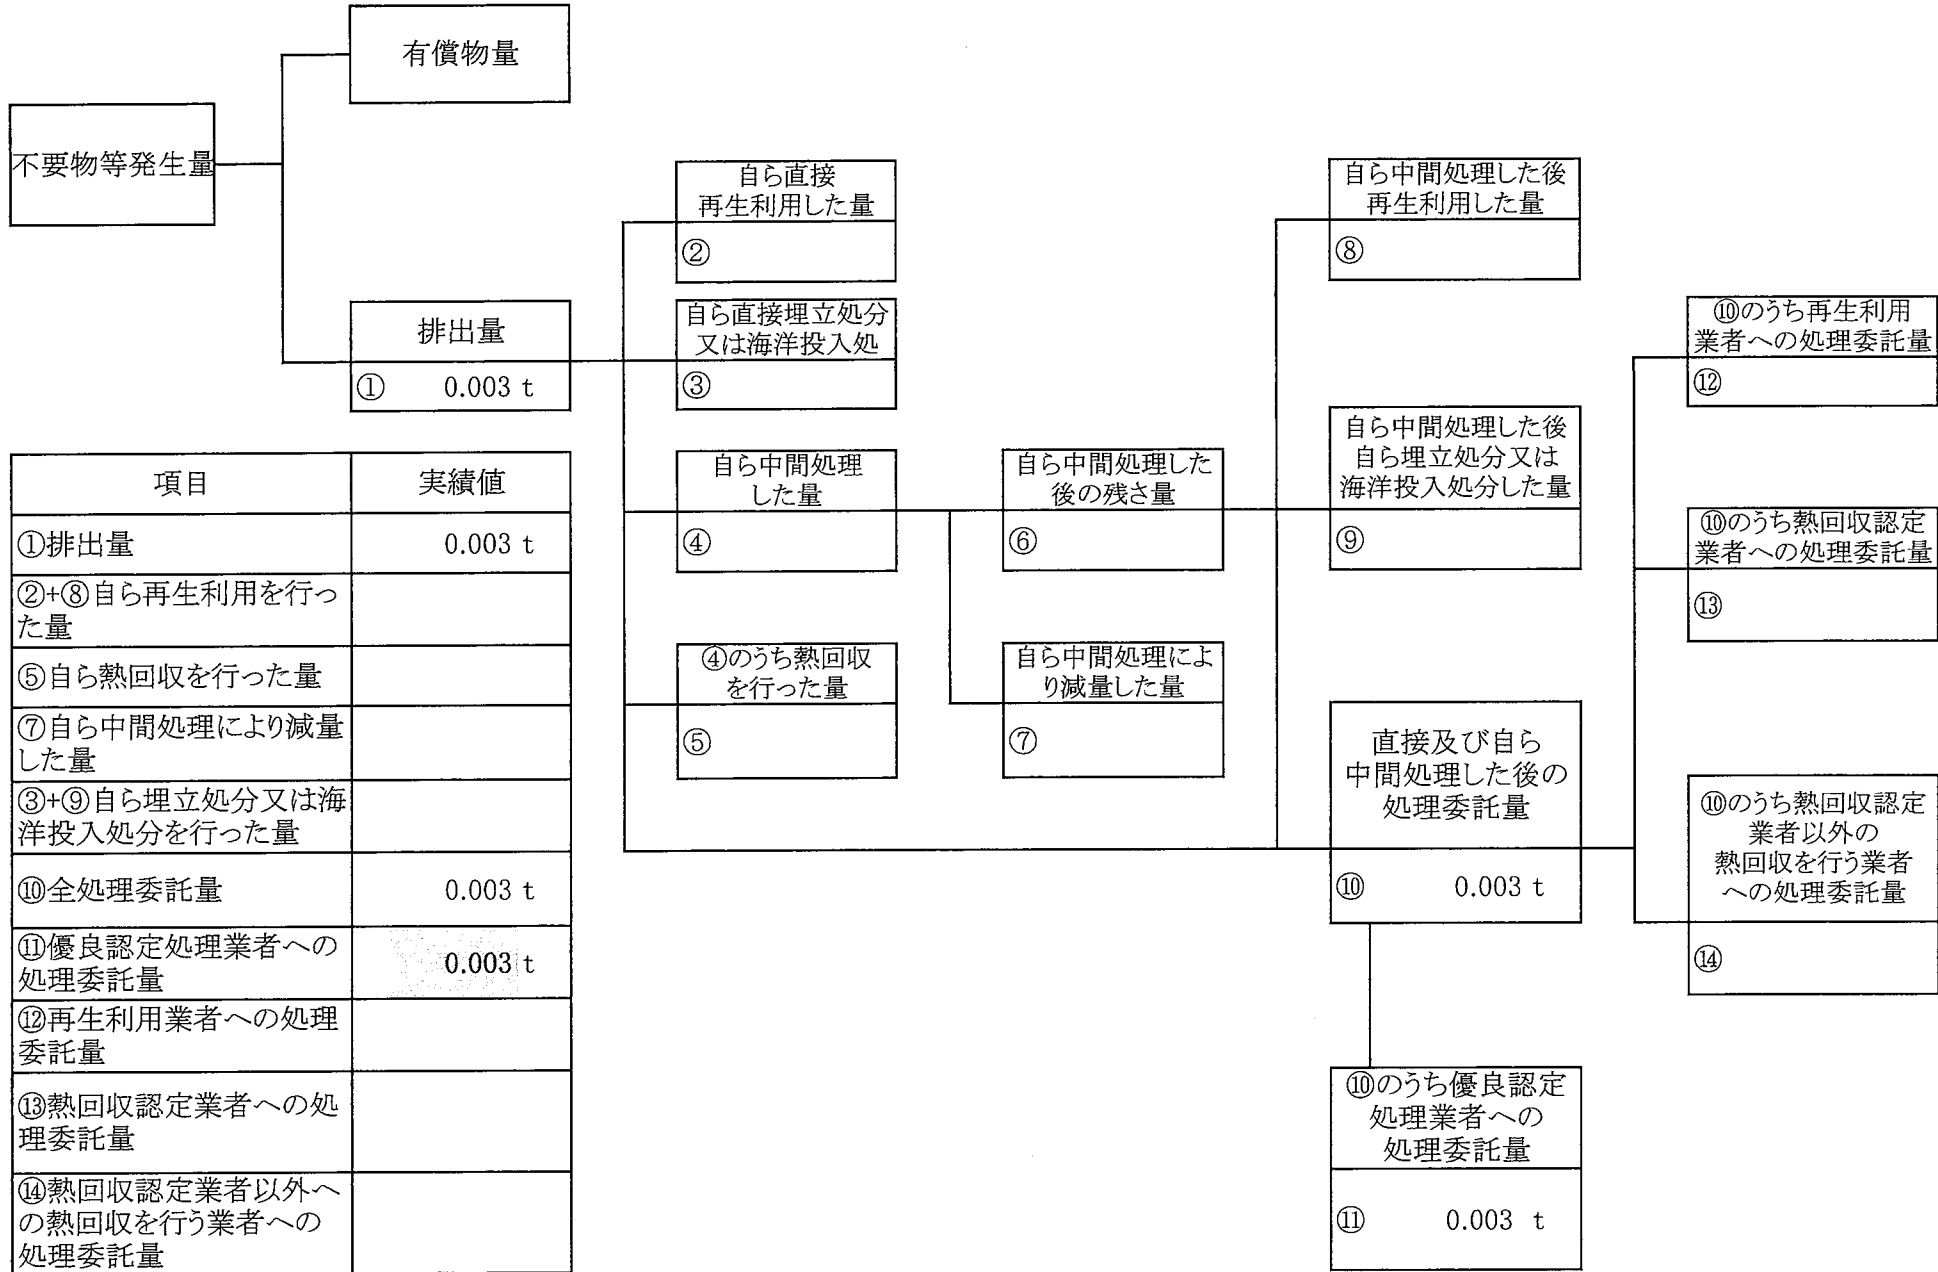 有償物量
不要物等発生量
排出量
① 0.003 t
自ら直接
再生利用した量
②
自ら直接埋立処分
又は海洋投入処
③
自ら中間処理
した量
④
④のうち熱回収
を行った量
⑤
自ら中間処理した
後の残さ量
⑥
自ら中間処理によ
り減量した量
⑦
自ら中間処理した後
再生利用した量
⑧
自ら中間処理した後
自ら埋立処分又は
海洋投入処分した量
⑨
直接及び自ら
中間処理した後の
処理委託量
⑩ 0.003 t
⑩のうち優良認定
処理業者への
処理委託量
⑪ 0.003 t
⑩のうち再生利用
業者への処理委託量
⑫
⑩のうち熱回収認定
業者への処理委託量
⑬
⑩のうち熱回収認定
業者以外の
熱回収を行う業者
への処理委託量
⑭
項目 実績値
①排出量 0.003 t
②+⑧自ら再生利用を行っ
た量
⑤自ら熱回収を行った量
⑦自ら中間処理により減量
した量
③+⑨自ら埋立処分又は海
洋投入処分を行った量
⑩全処理委託量 0.003 t
⑪優良認定処理業者への
処理委託量 0.003 t
⑫再生利用業者への処理
委託量
⑬熱回収認定業者への処
理委託量
⑭熱回収認定業者以外へ
の熱回収を行う業者への
処理委託量